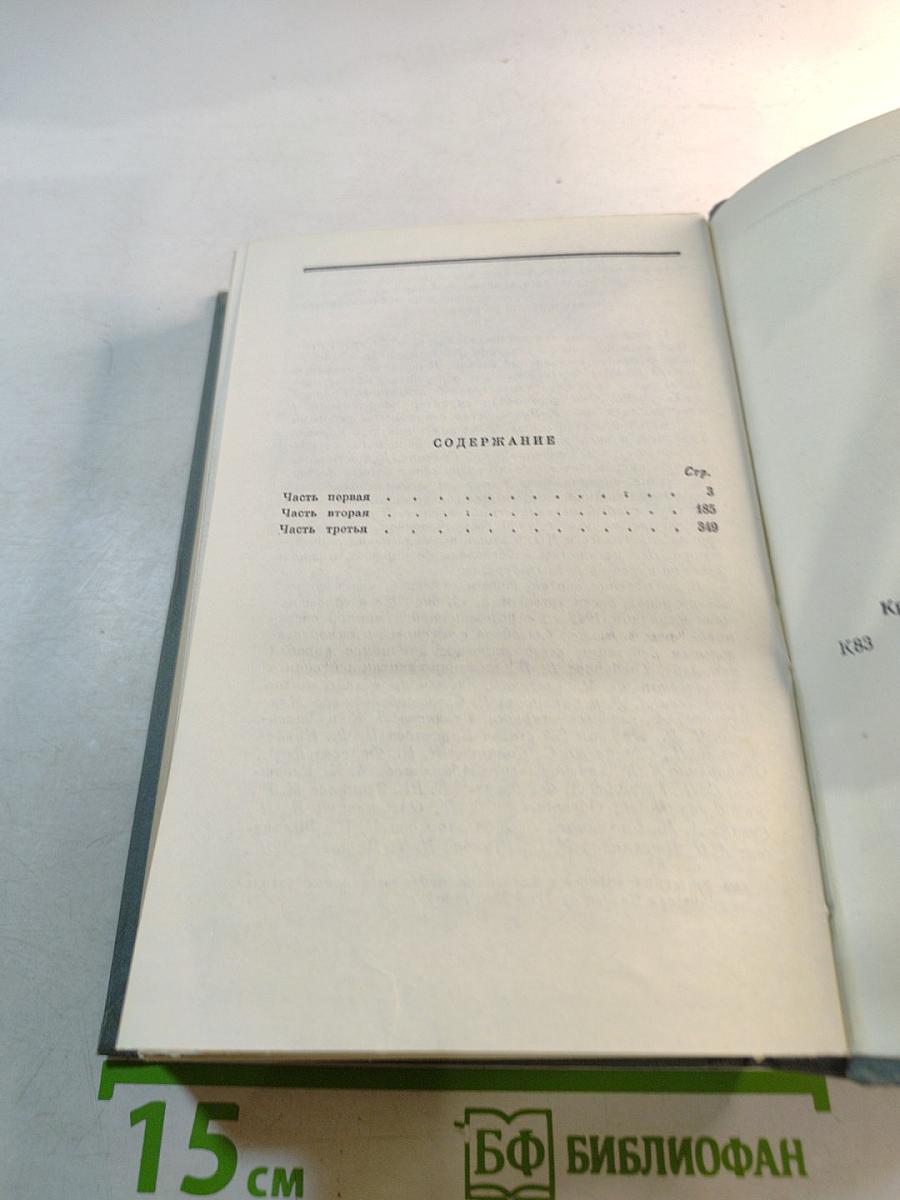 СОДЕРЖАНИЕ
Стр.
Часть первая . . . . . . . . . . . . 3
Часть вторая . . . . . . . . . . . . 185
Часть третья . . . . . . . . . . . . 349
К83
15 см
БФ БИБЛИОФАН